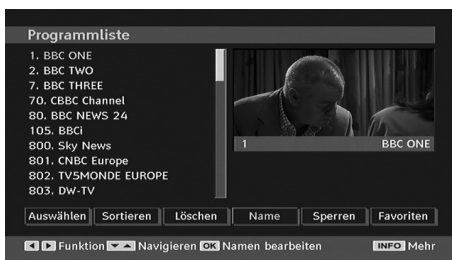 Programmliste
1. BBC ONE
2. BBC TWO
7. BBC THREE
70. CBBC Channel
80. BBC NEWS 24
105. BBCi
800. Sky News
801. CNBC Europe
802. TV5MONDE EUROPE
803. DW-TV
1 BBC ONE
Auswählen Sortieren Löschen Name Sperren Favoriten
Funktion Navigieren OK Namen bearbeiten INFO Mehr